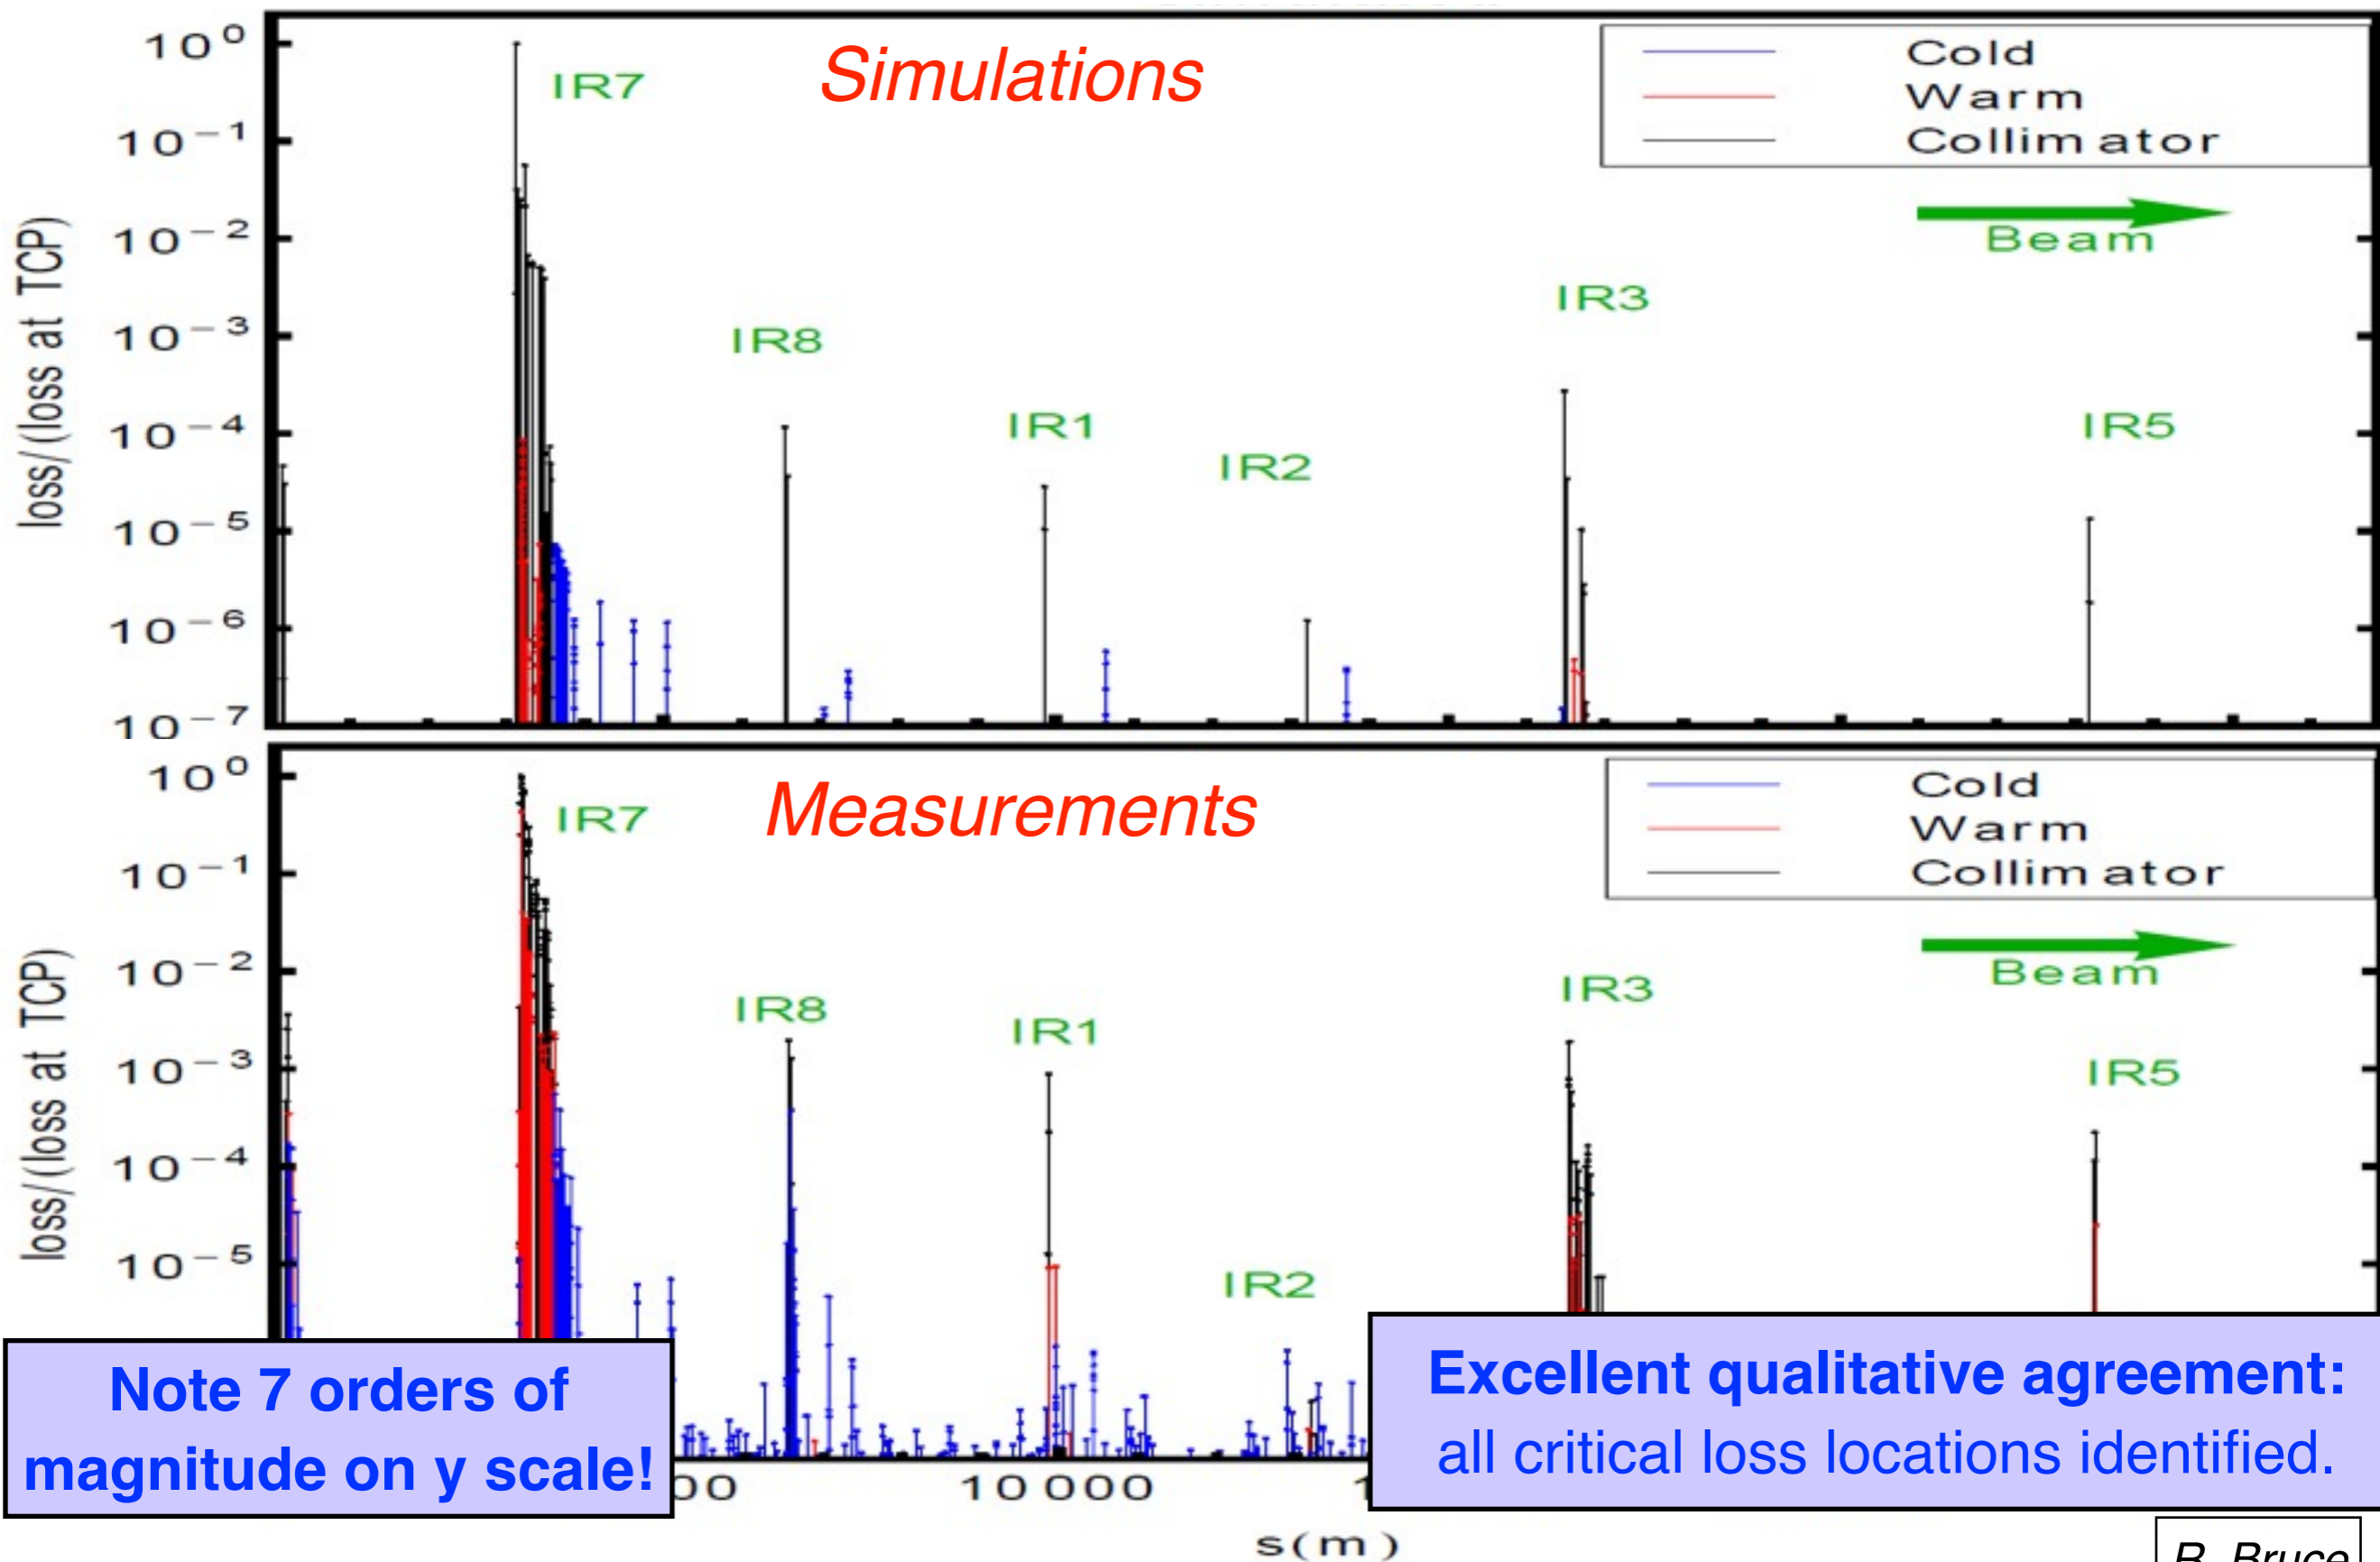 Simulations
10⁰
10⁻¹
10⁻²
10⁻³
10⁻⁴
10⁻⁵
10⁻⁶
10⁻⁷
loss/(loss at TCP)
IR7
IR8
IR1
IR2
IR3
IR5
Cold
Warm
Collimator
Beam
Measurements
10⁰
10⁻¹
10⁻²
10⁻³
10⁻⁴
10⁻⁵
loss/(loss at TCP)
IR7
IR8
IR1
IR2
IR3
IR5
Cold
Warm
Collimator
Beam
Note 7 orders of
magnitude on y scale!
Excellent qualitative agreement:
all critical loss locations identified.
10000
s(m)
R. Bruce